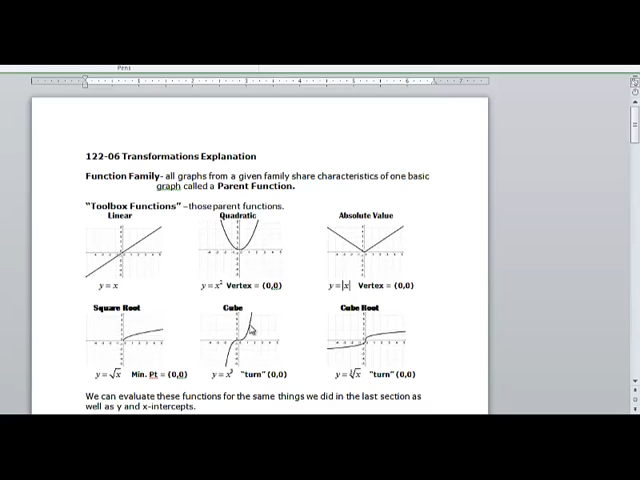 Pens
122-06 Transformations Explanation
Function Family- all graphs from a given family share characteristics of one basic
graph called a Parent Function.
"Toolbox Functions" –those parent functions.
Linear Quadratic Absolute Value
y = x y = x² Vertex = (0,0) y = |x| Vertex = (0,0)
Square Root Cube Cube Root
y = √x Min. Pt = (0,0) y = x³ "turn" (0,0) y = ∛x "turn" (0,0)
We can evaluate these functions for the same things we did in the last section as
well as y and x-intercepts.